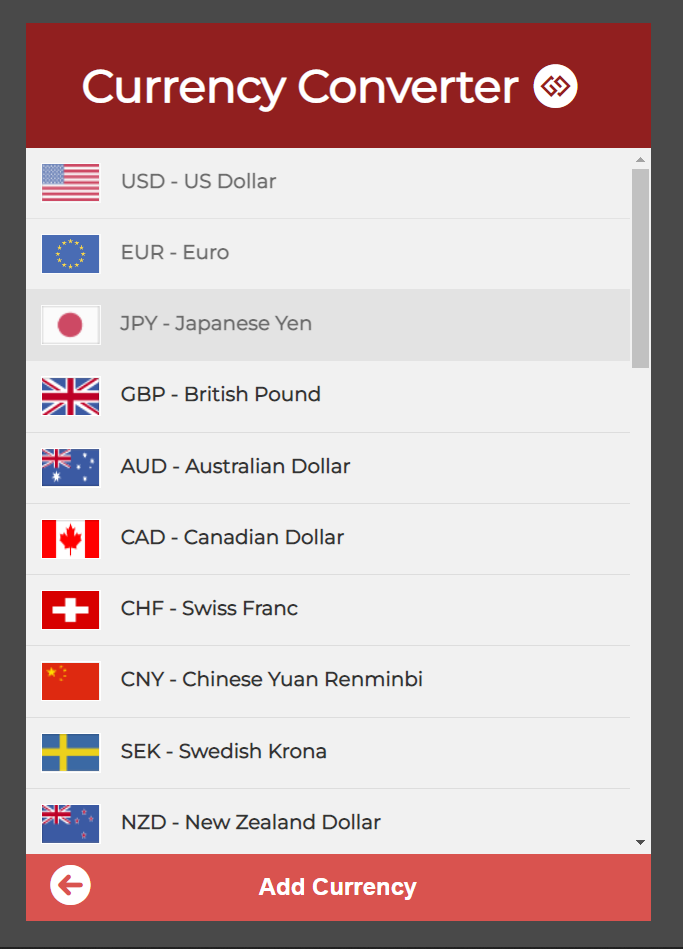 Currency Converter
USD - US Dollar
EUR - Euro
JPY - Japanese Yen
GBP - British Pound
AUD - Australian Dollar
CAD - Canadian Dollar
CHF - Swiss Franc
CNY - Chinese Yuan Renminbi
SEK - Swedish Krona
NZD - New Zealand Dollar
Add Currency